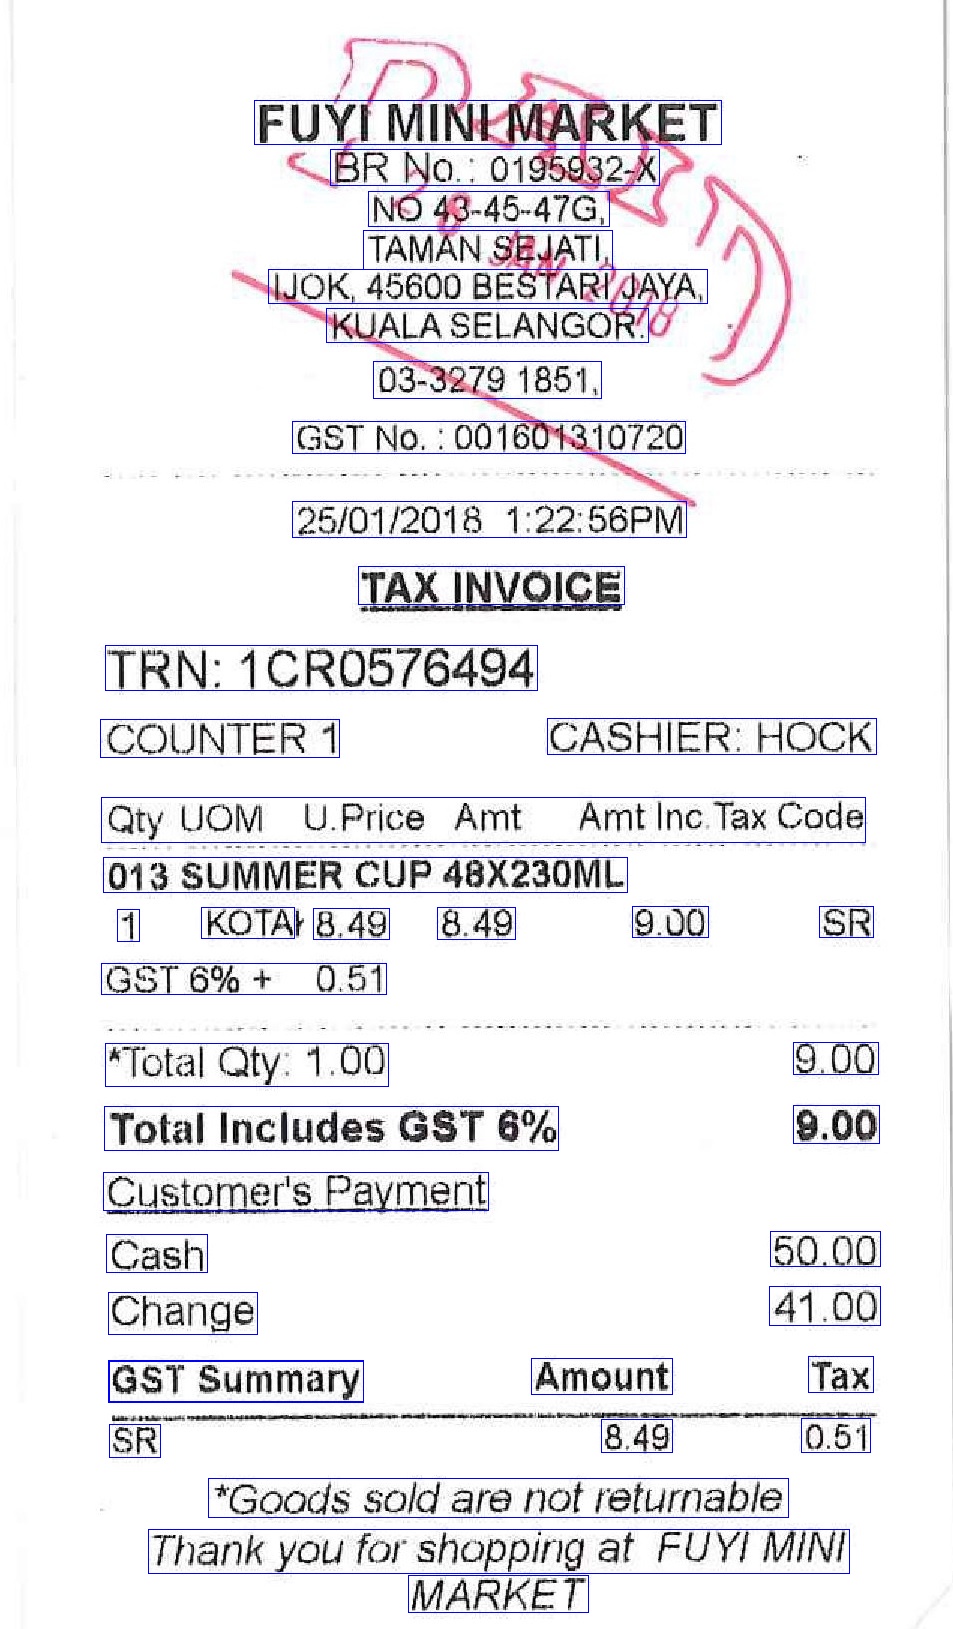 FUYI MINI MARKET
BR No.: 0195932-X
NO 43-45-47G,
TAMAN SEJATI,
IJOK, 45600 BESTARI JAYA,
KUALA SELANGOR.
PAID
26 JAN 2018
03-3279 1851,
GST No. : 001601310720
25/01/2018 1:22:56PM
TAX INVOICE
TRN: 1CR0576494
COUNTER 1 CASHIER: HOCK
Qty UOM U.Price Amt Amt Inc.Tax Code
013 SUMMER CUP 48X230ML
1 KOTAK 8.49 8.49 9.00 SR
GST 6% + 0.51
*Total Qty: 1.00 9.00
Total Includes GST 6% 9.00
Customer's Payment
Cash 50.00
Change 41.00
GST Summary Amount Tax
SR 8.49 0.51
*Goods sold are not returnable
Thank you for shopping at FUYI MINI
MARKET